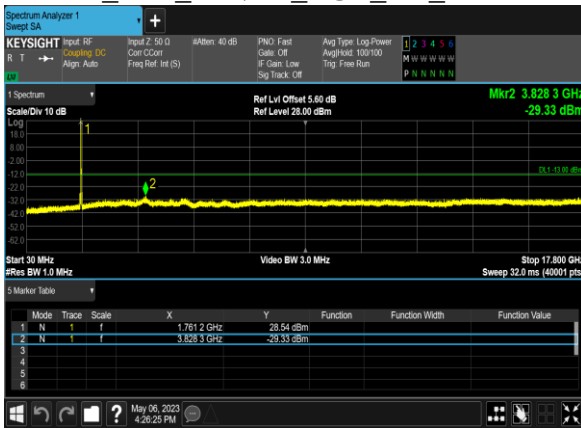 Spectrum Analyzer 1
Swept SA
KEYSIGHT Input: RF Input Z: 50 Ω #Atten: 40 dB PNO: Fast Avg Type: Log-Power 1 2 3 4 5 6
R T Coupling: DC Corr CCorr Gate: Off Avg|Hold: 100/100 M W W W W W
Align: Auto Freq Ref: Int (S) IF Gain: Low Trig: Free Run
Sig Track: Off P N N N N N
LV
1 Spectrum Ref Lvl Offset 5.60 dB Mkr2 3.828 3 GHz
Scale/Div 10 dB Ref Level 28.00 dBm -29.33 dBm
Log
18.0
8.00
-2.00
-12.0
-22.0
-32.0
-42.0
-52.0
-62.0
1
2
DL1 -13.00 dBm
Start 30 MHz Video BW 3.0 MHz Stop 17.800 GHz
#Res BW 1.0 MHz Sweep 32.0 ms (40001 pts
5 Marker Table
Mode Trace Scale X Y Function Function Width Function Value
1 N 1 f 1.761 2 GHz 28.54 dBm
2 N 1 f 3.828 3 GHz -29.33 dBm
3
4
5
6
? May 06, 2023
4:26:25 PM